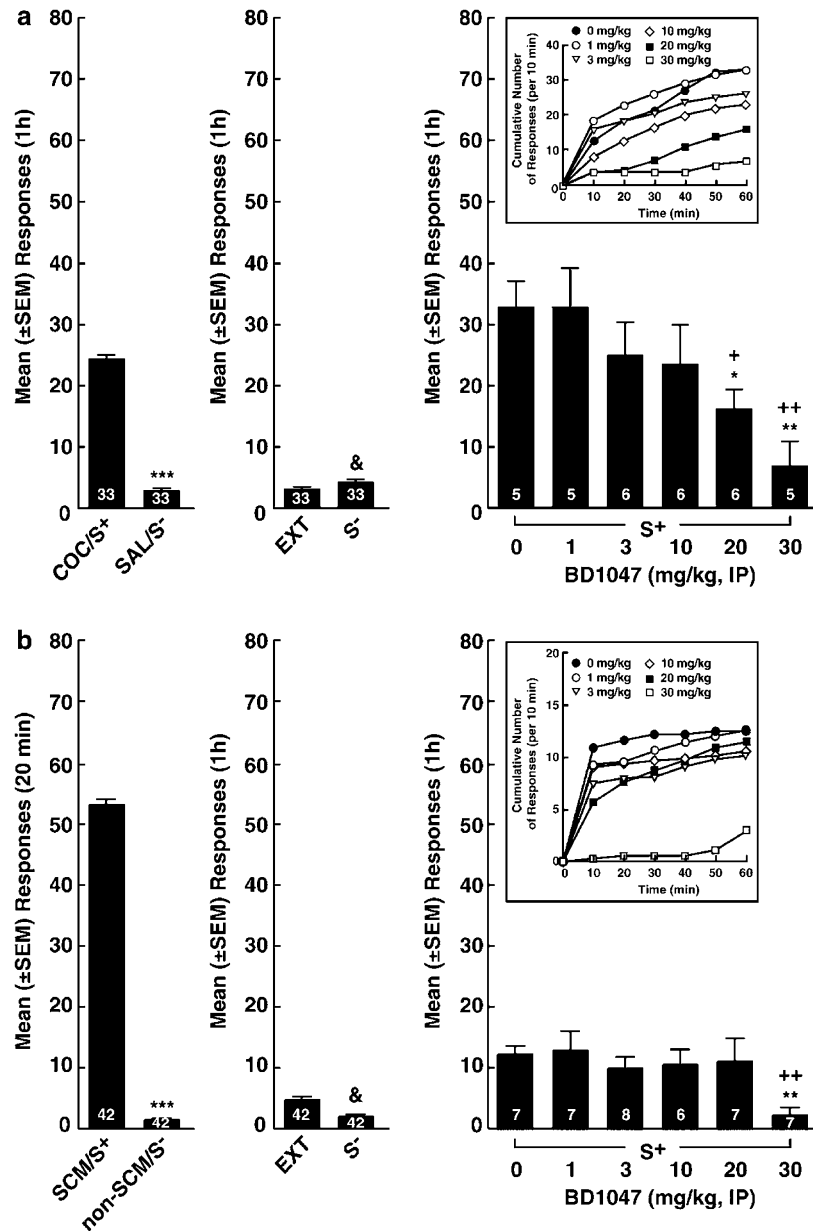 a
Mean (±SEM) Responses (1h)
80
70
60
50
40
30
20
10
0
33
33
***
COC/S+
SAL/S-
Mean (±SEM) Responses (1h)
80
70
60
50
40
30
20
10
0
33
33
&
EXT
S-
Mean (±SEM) Responses (1h)
80
70
60
50
40
30
20
10
0
Cumulative Number
of Responses (per 10 min)
40
30
20
10
0
0 mg/kg
1 mg/kg
3 mg/kg
10 mg/kg
20 mg/kg
30 mg/kg
0 10 20 30 40 50 60
Time (min)
+
*
++
**
5 5 6 6 6 5
S+
0 1 3 10 20 30
BD1047 (mg/kg, IP)
b
Mean (±SEM) Responses (20 min)
80
70
60
50
40
30
20
10
0
42
42
***
SCM/S+
non-SCM/S-
Mean (±SEM) Responses (1h)
80
70
60
50
40
30
20
10
0
42
42
&
EXT
S-
Mean (±SEM) Responses (1h)
80
70
60
50
40
30
20
10
0
Cumulative Number
of Responses (per 10 min)
20
15
10
5
0
0 mg/kg
1 mg/kg
3 mg/kg
10 mg/kg
20 mg/kg
30 mg/kg
0 10 20 30 40 50 60
Time (min)
++
**
7 7 8 6 7 7
S+
0 1 3 10 20 30
BD1047 (mg/kg, IP)